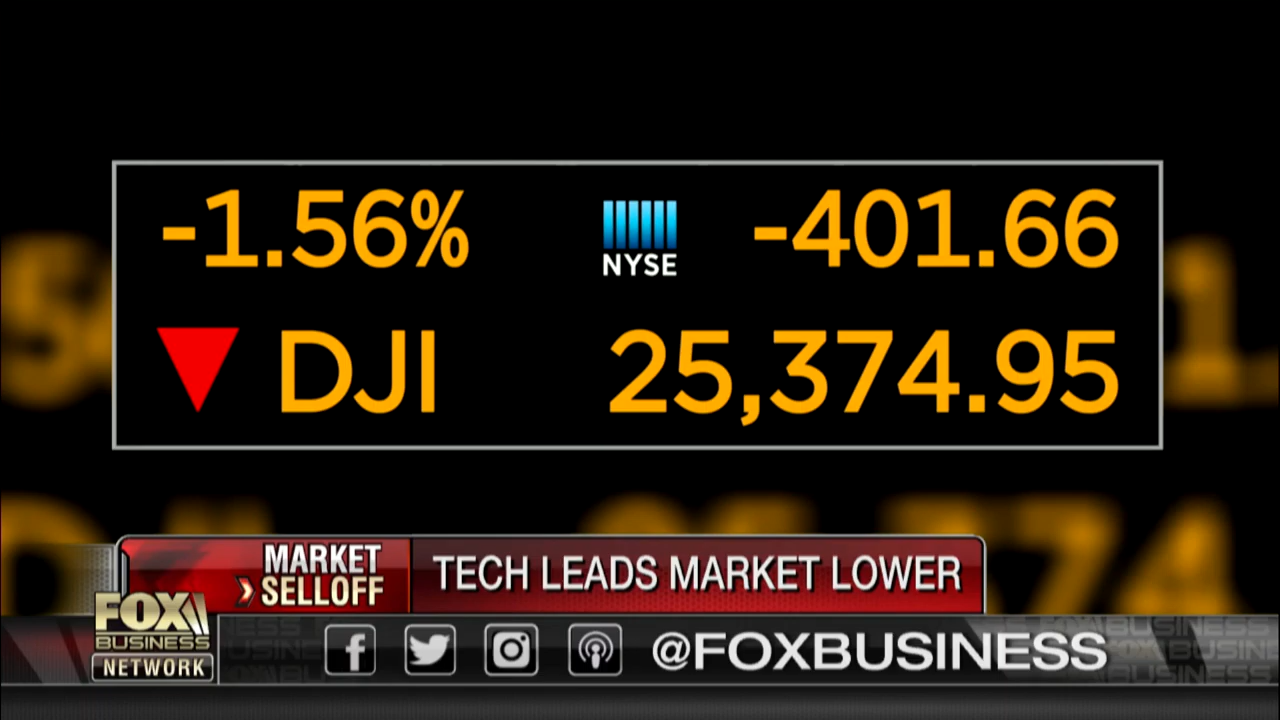 -1.56%
NYSE
-401.66
DJI
25,374.95
MARKET
SELLOFF
TECH LEADS MARKET LOWER
FOX
BUSINESS
NETWORK
@FOXBUSINESS